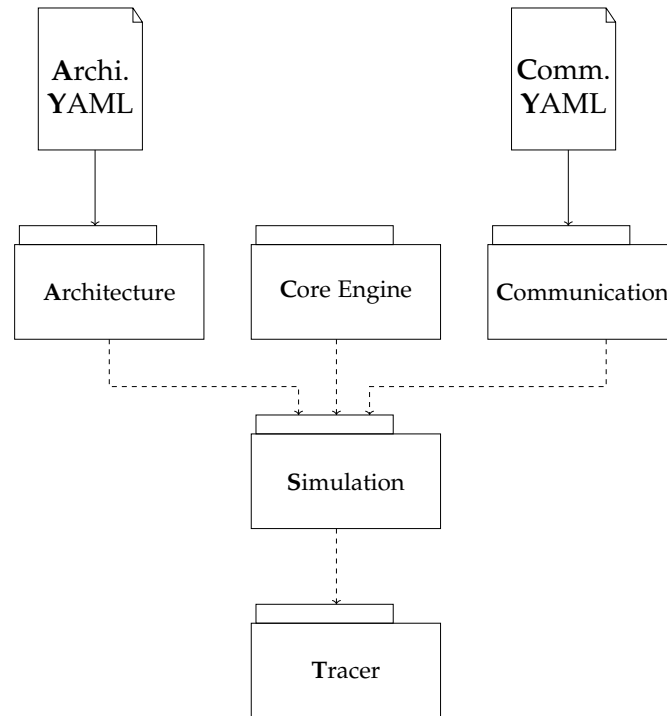 Archi.
YAML
Comm.
YAML
Architecture
Core Engine
Communication
Simulation
Tracer